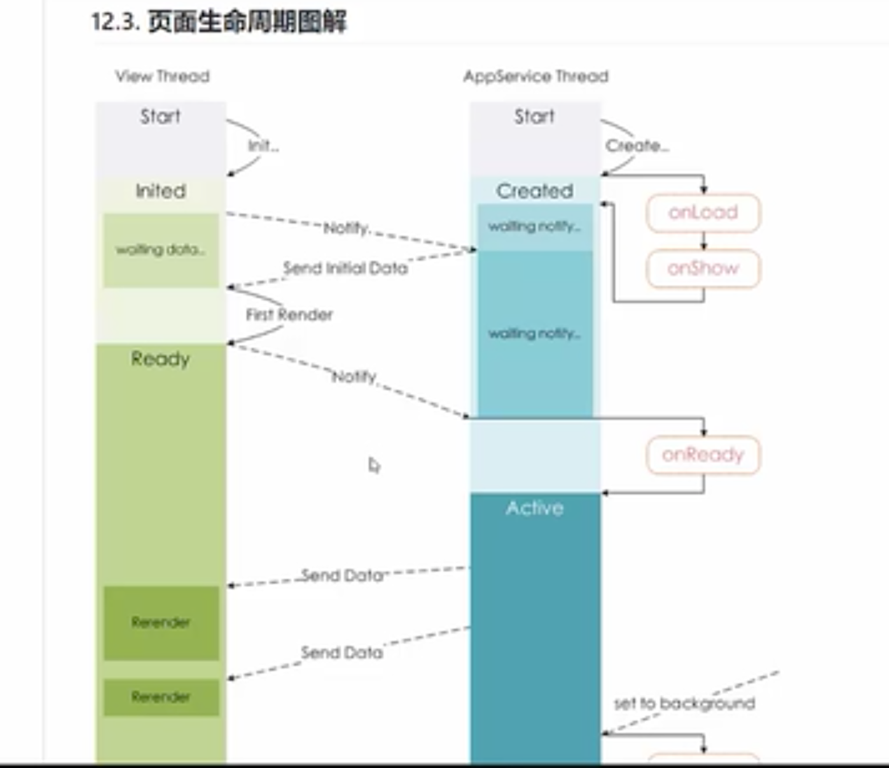 12.3. 页面生命周期图解
View Thread
AppService Thread
Start
Start
Init..
Create..
Inited
Created
onLoad
waiting notify..
Notify
waiting data..
Send Initial Data
onShow
First Render
waiting notify..
Ready
Notify
onReady
Active
Send Data
Rerender
Send Data
Rerender
set to background